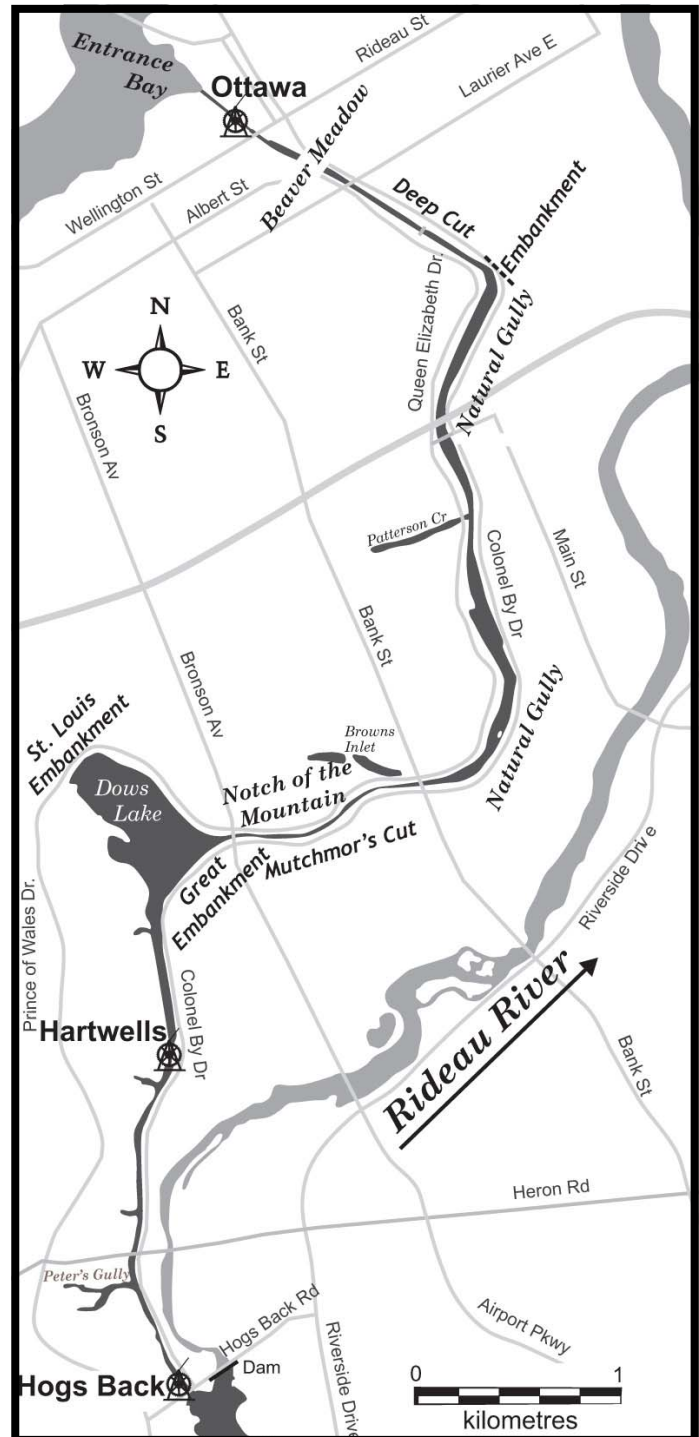 Entrance
Bay
Ottawa
Rideau St
Laurier Ave E
Beaver Meadow
Wellington St
Albert St
Deep Cut
Embankment
Queen Elizabeth Dr.
Natural Gully
Bank St
N
W
E
S
Bronson Av
Patterson Cr
Colonel By Dr
Main St
Bank St
Bronson Av
St. Louis
Embankment
Dows
Lake
Browns
Inlet
Notch of the
Mountain
Natural Gully
Great
Embankment
Mutchmor's Cut
Prince of Wales Dr.
Riverside Drive
Rideau River
Colonel By Dr
Hartwells
Bank St
Heron Rd
Peter's Gully
Hogs Back Rd
Airport Pkwy
Riverside Drive
Dam
Hogs Back
0
1
kilometres